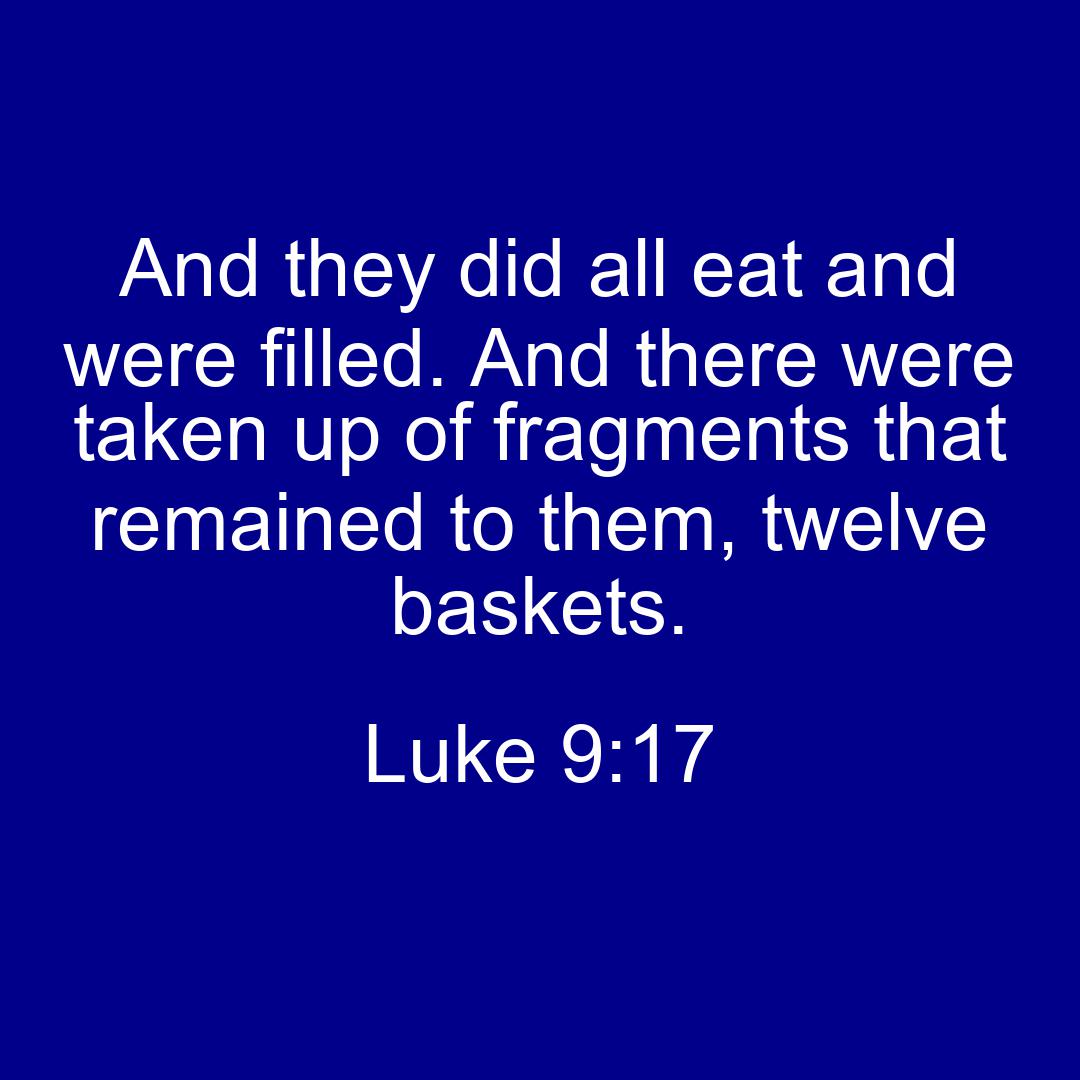 And they did all eat and
were filled. And there were
taken up of fragments that
remained to them, twelve
baskets.
Luke 9:17